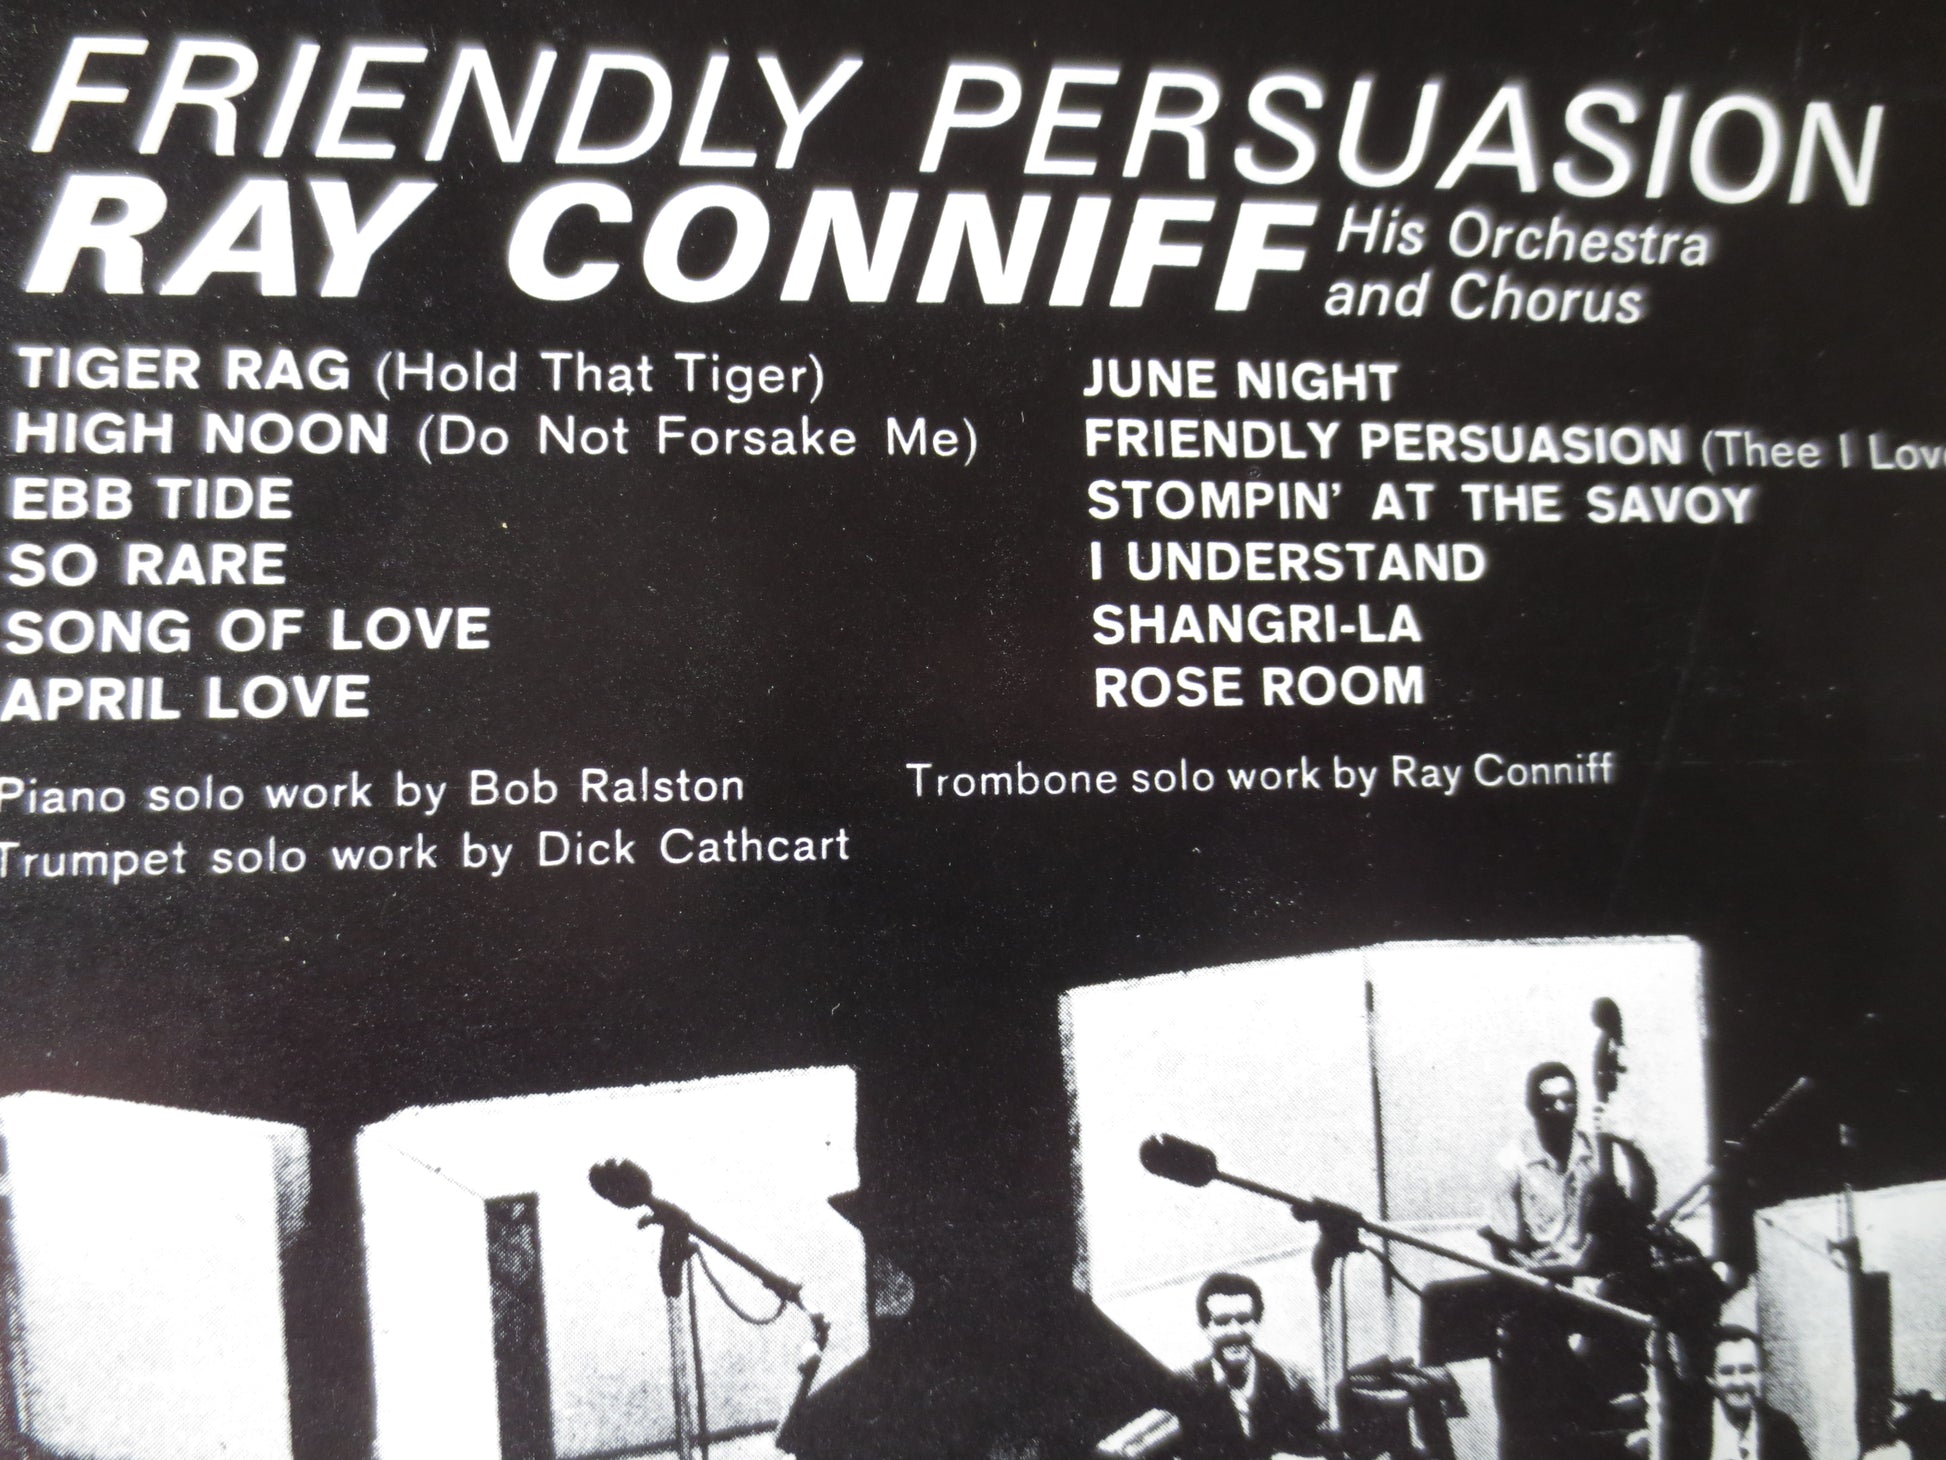 FRIENDLY PERSUASION
RAY CONNIFF His Orchestra
and Chorus
TIGER RAG (Hold That Tiger)
HIGH NOON (Do Not Forsake Me)
EBB TIDE
SO RARE
SONG OF LOVE
APRIL LOVE
JUNE NIGHT
FRIENDLY PERSUASION (Thee I Love
STOMPIN’ AT THE SAVOY
I UNDERSTAND
SHANGRI-LA
ROSE ROOM
Piano solo work by Bob Ralston
Trumpet solo work by Dick Cathcart
Trombone solo work by Ray Conniff